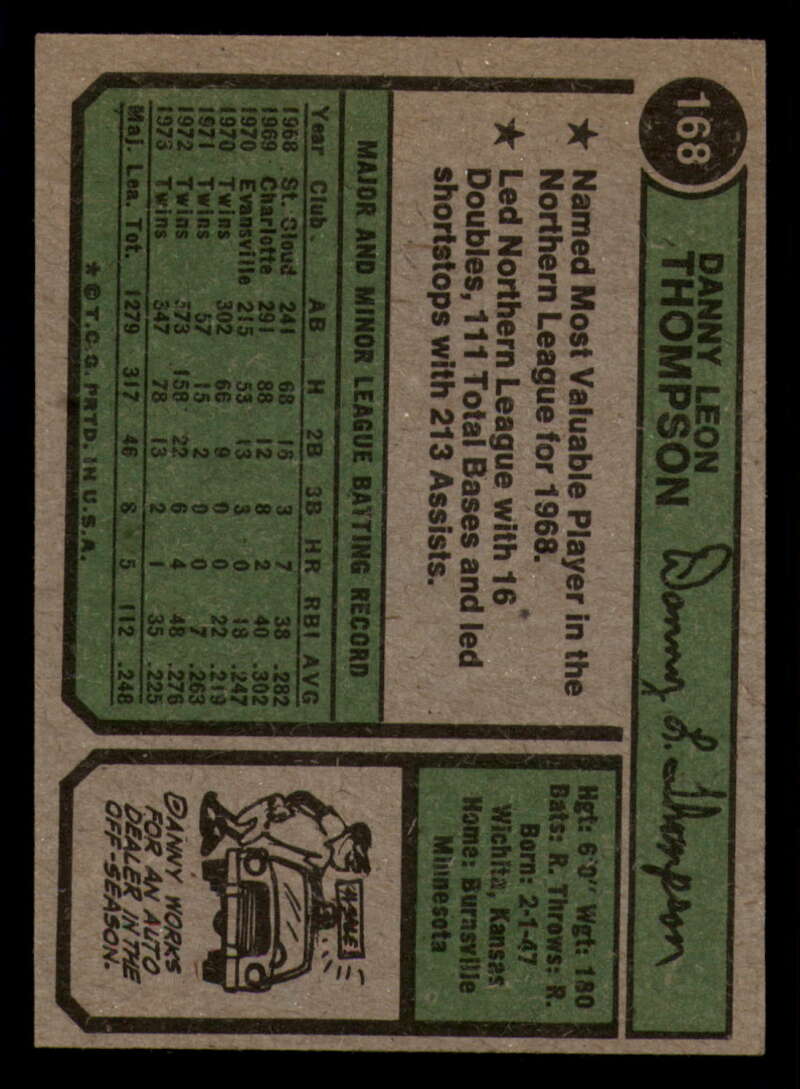 168
DANNY LEON
THOMPSON
Danny L. Thompson
★ Named Most Valuable Player in the
Northern League for 1968.
★ Led Northern League with 16
Doubles, 111 Total Bases and led
shortstops with 213 Assists.
Hgt: 6'0" Wgt: 180
Bats: R. Throws: R.
Born: 2-1-47
Wichita, Kansas
Home: Burnsville
Minnesota
MAJOR AND MINOR LEAGUE BATTING RECORD
Year Club AB H 2B 3B HR RBI AVG
1968 St. Cloud 241 68 16 3 7 38 .282
1969 Charlotte 291 88 12 8 2 40 .302
1970 Evansville 215 53 13 3 0 18 .247
1970 Twins 302 66 9 0 0 22 .219
1971 Twins 57 15 2 0 0 7 .263
1972 Twins 573 158 22 6 4 48 .276
1973 Twins 347 78 13 2 1 35 .225
Maj. Lea. Tot. 1279 317 46 8 5 112 .248
* © T.C.G. PRTD. IN U.S.A.
DANNY WORKS
FOR AN AUTO
DEALER IN THE
OFF-SEASON.